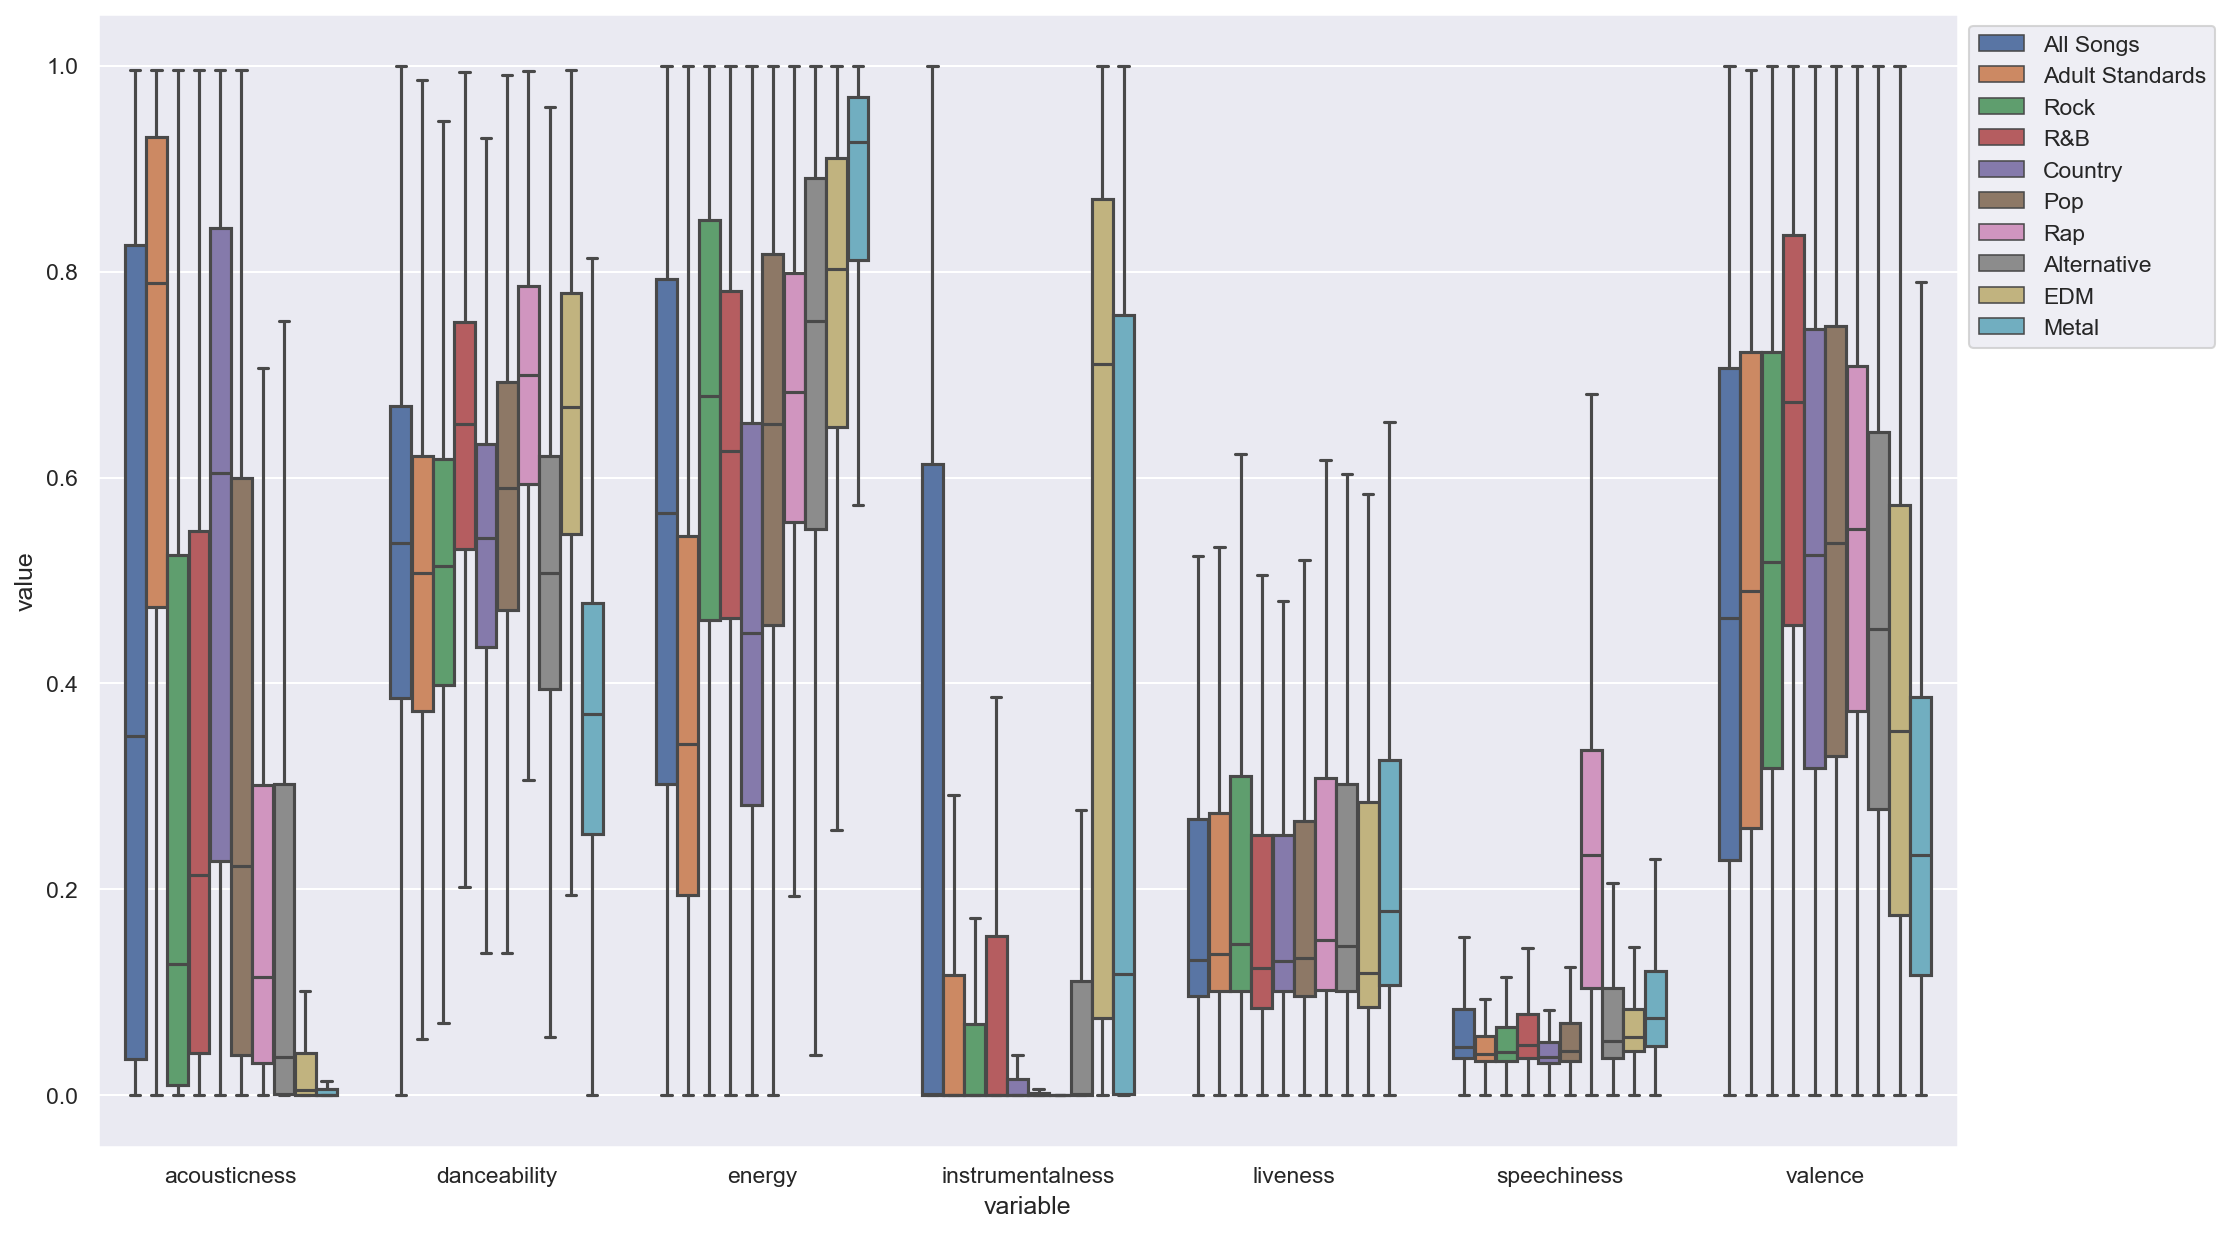 1.0
0.8
0.6
0.4
0.2
0.0
value
acousticness danceability energy instrumentalness liveness speechiness valence
variable
All Songs
Adult Standards
Rock
R&B
Country
Pop
Rap
Alternative
EDM
Metal